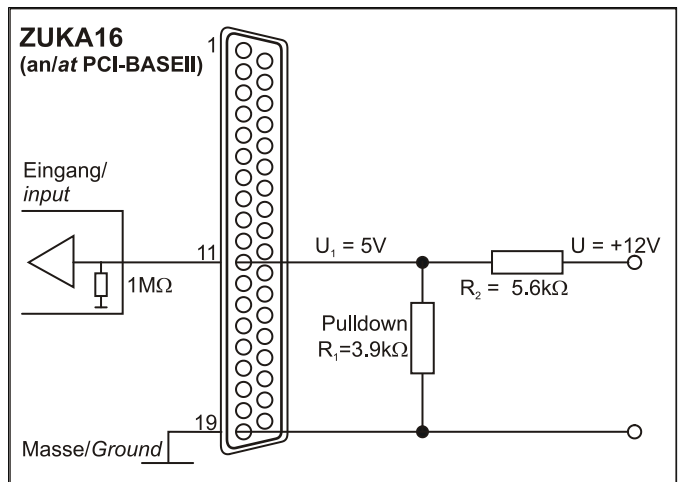 ZUKA16
(an/at PCI-BASEII)
1
Eingang/
input
11
U₁ = 5V
U = +12V
1MΩ
R₂ = 5.6kΩ
Pulldown
R₁=3.9kΩ
19
Masse/Ground